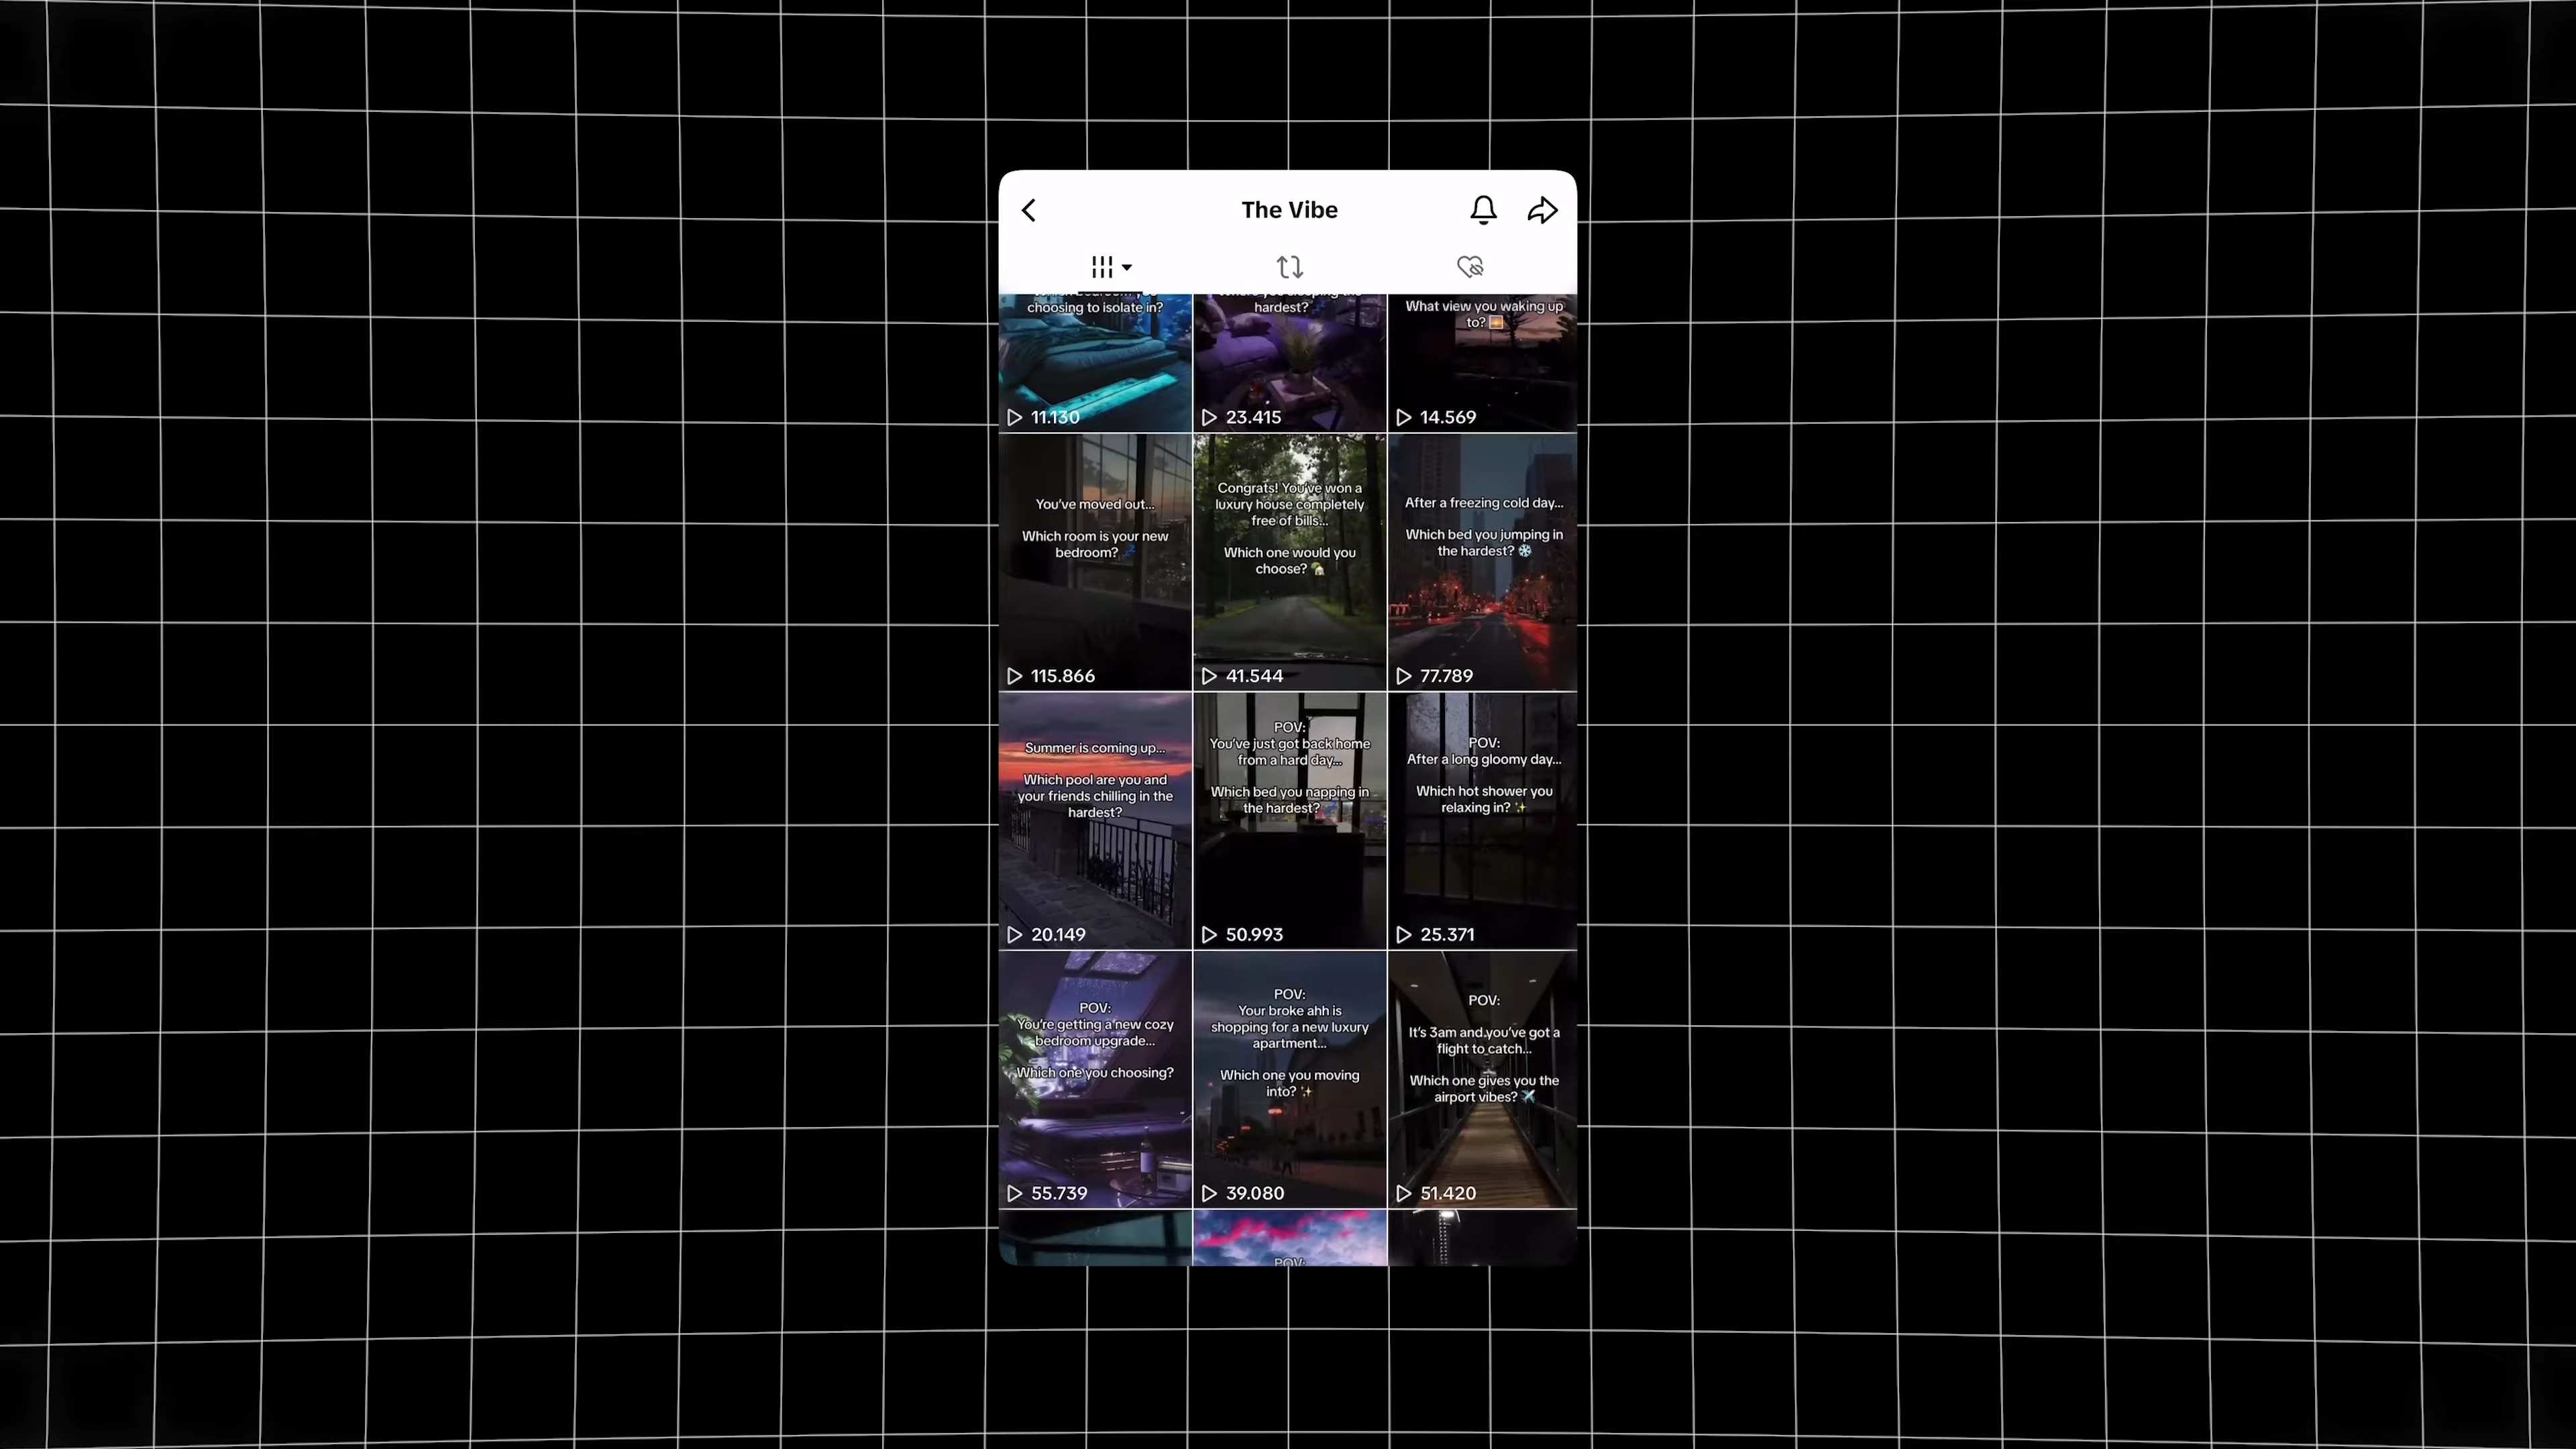 The Vibe
choosing to isolate in?
hardest?
What view you waking up
to? 🌅
11.130
23.415
14.569
You've moved out...
Which room is your new
bedroom? 💤
115.866
Congrats! You've won a
luxury house completely
free of bills...
Which one would you
choose? 🏡
41.544
After a freezing cold day...
Which bed you jumping in
the hardest? ❄️
77.789
Summer is coming up...
Which pool are you and
your friends chilling in the
hardest?
20.149
POV:
You've just got back home
from a hard day...
Which bed you napping in
the hardest? 💤
50.993
POV:
After a long gloomy day...
Which hot shower you
relaxing in? ✨
25.371
POV:
You're getting a new cozy
bedroom upgrade...
Which one you choosing?
55.739
POV:
Your broke ahh is
shopping for a new luxury
apartment...
Which one you moving
into? ✨
39.080
POV:
It's 3am and you've got a
flight to catch...
Which one gives you the
airport vibes? ✈️
51.420
POV: